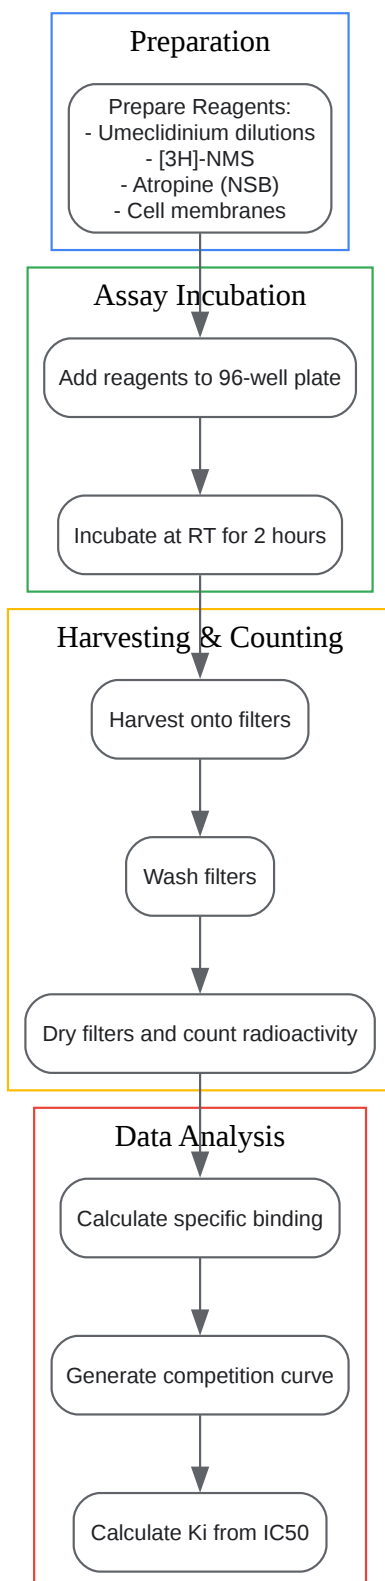 Preparation
Prepare Reagents:
- Umeclidinium dilutions
- [3H]-NMS
- Atropine (NSB)
- Cell membranes
Assay Incubation
Add reagents to 96-well plate
Incubate at RT for 2 hours
Harvesting & Counting
Harvest onto filters
Wash filters
Dry filters and count radioactivity
Data Analysis
Calculate specific binding
Generate competition curve
Calculate Ki from IC50